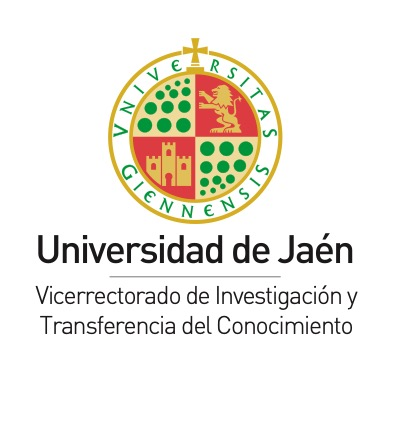 VNIVERSITAS
GIENNENSIS
Universidad de Jaén
Vicerrectorado de Investigación y
Transferencia del Conocimiento